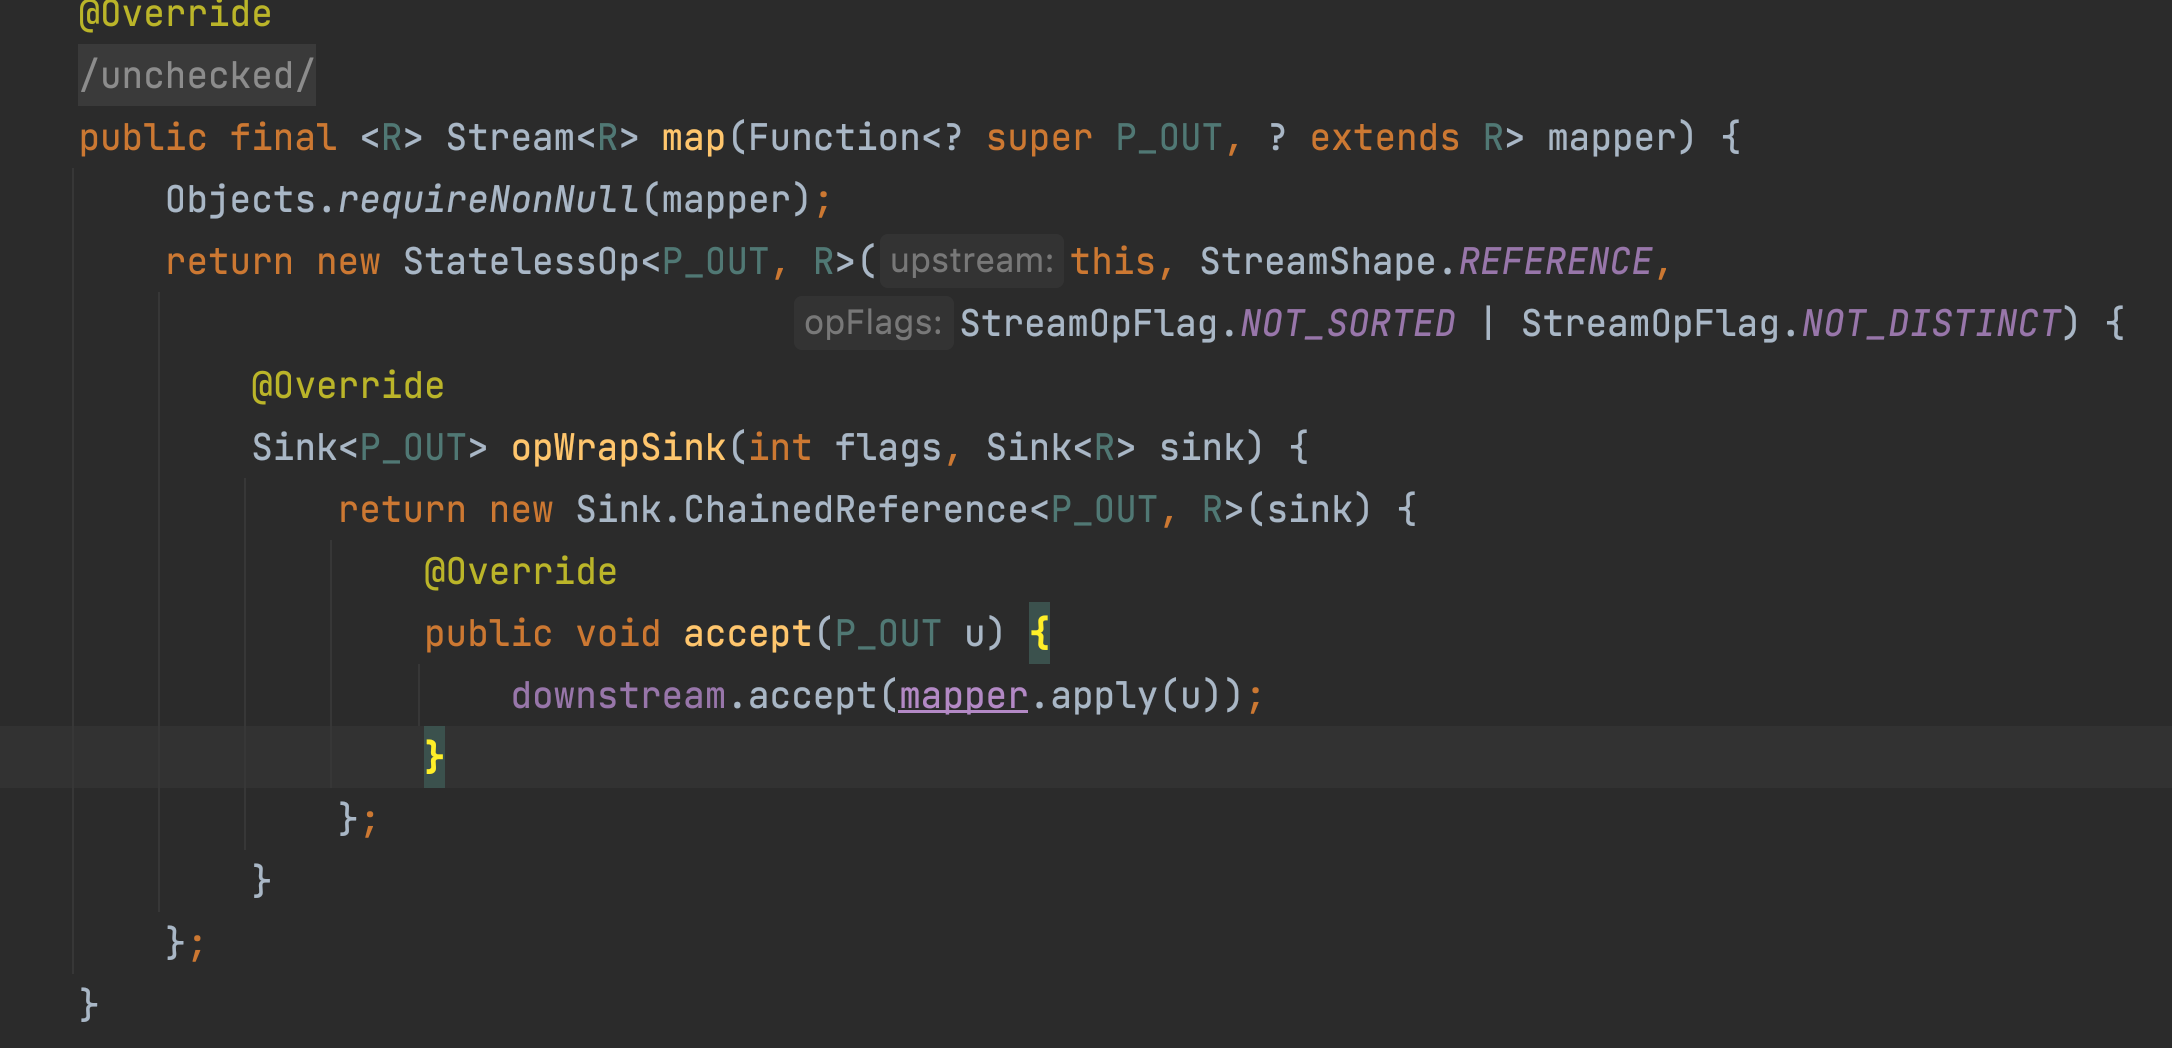 @Override
/unchecked/
public final <R> Stream<R> map(Function<? super P_OUT, ? extends R> mapper) {
Objects.requireNonNull(mapper);
return new StatelessOp<P_OUT, R>( upstream: this, StreamShape.REFERENCE,
opFlags: StreamOpFlag.NOT_SORTED | StreamOpFlag.NOT_DISTINCT) {
@Override
Sink<P_OUT> opWrapSink(int flags, Sink<R> sink) {
return new Sink.ChainedReference<P_OUT, R>(sink) {
@Override
public void accept(P_OUT u) {
downstream.accept(mapper.apply(u));
}
};
}
};
}